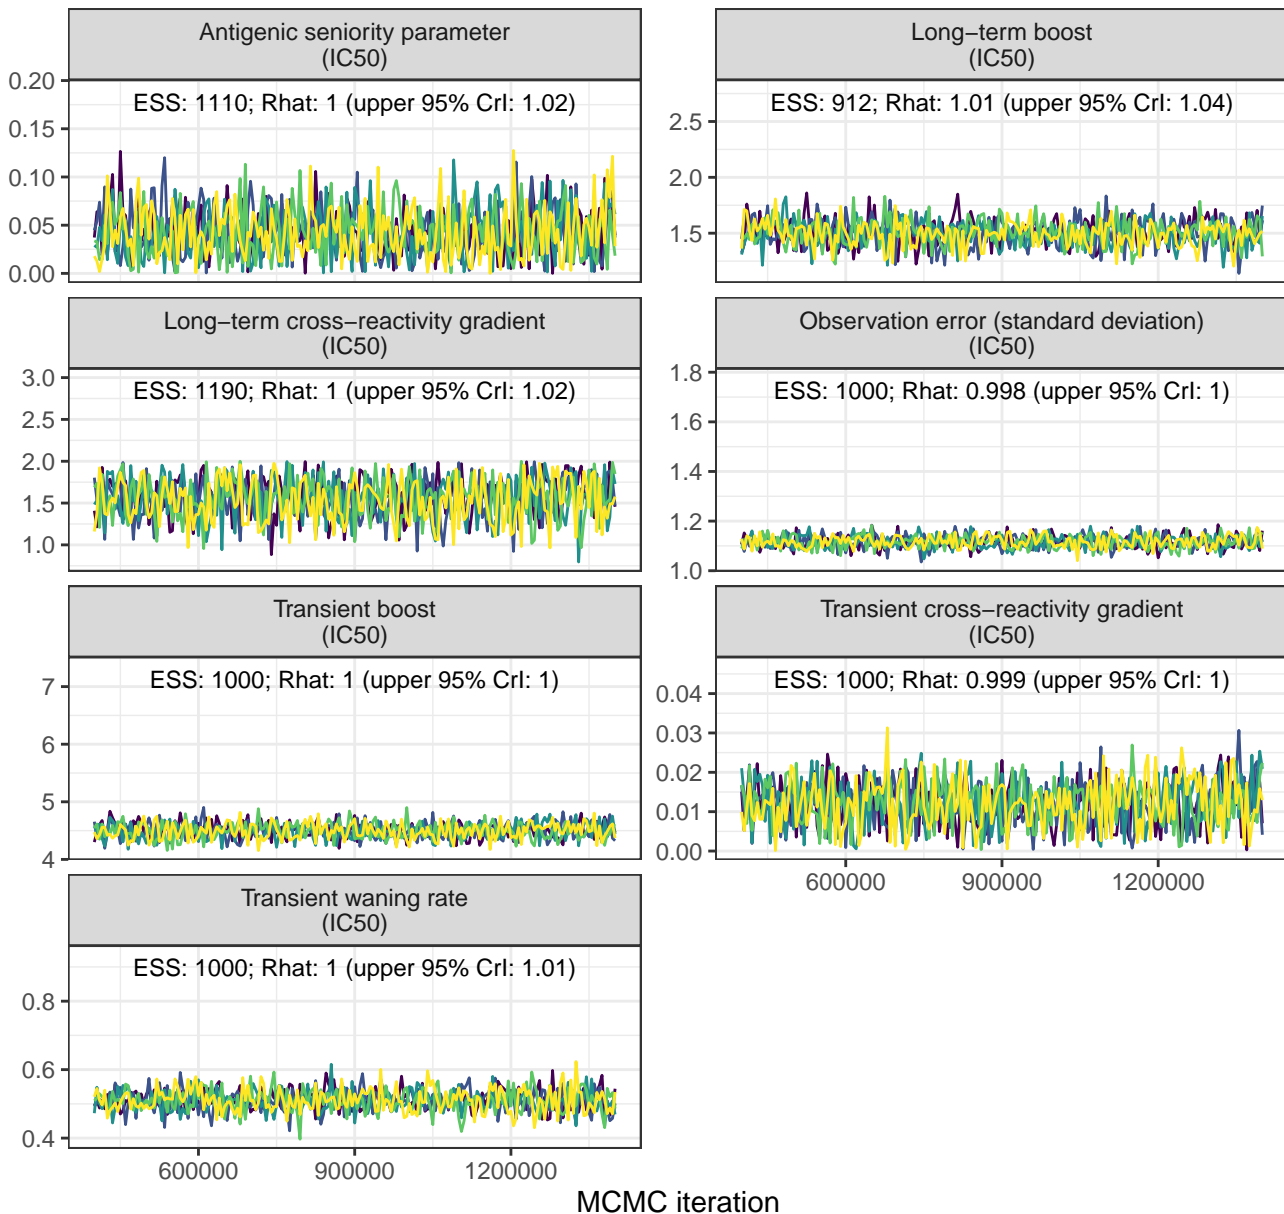 Antigenic seniority parameter
(IC50)
ESS: 1110; Rhat: 1 (upper 95% CrI: 1.02)
0.20
0.15
0.10
0.05
0.00
Long−term boost
(IC50)
ESS: 912; Rhat: 1.01 (upper 95% CrI: 1.04)
2.5
2.0
1.5
Long−term cross−reactivity gradient
(IC50)
ESS: 1190; Rhat: 1 (upper 95% CrI: 1.02)
3.0
2.5
2.0
1.5
1.0
Observation error (standard deviation)
(IC50)
ESS: 1000; Rhat: 0.998 (upper 95% CrI: 1)
1.8
1.6
1.4
1.2
1.0
Transient boost
(IC50)
ESS: 1000; Rhat: 1 (upper 95% CrI: 1)
7
6
5
4
Transient cross−reactivity gradient
(IC50)
ESS: 1000; Rhat: 0.999 (upper 95% CrI: 1)
0.04
0.03
0.02
0.01
0.00
600000 900000 1200000
Transient waning rate
(IC50)
ESS: 1000; Rhat: 1 (upper 95% CrI: 1.01)
0.8
0.6
0.4
600000 900000 1200000
MCMC iteration